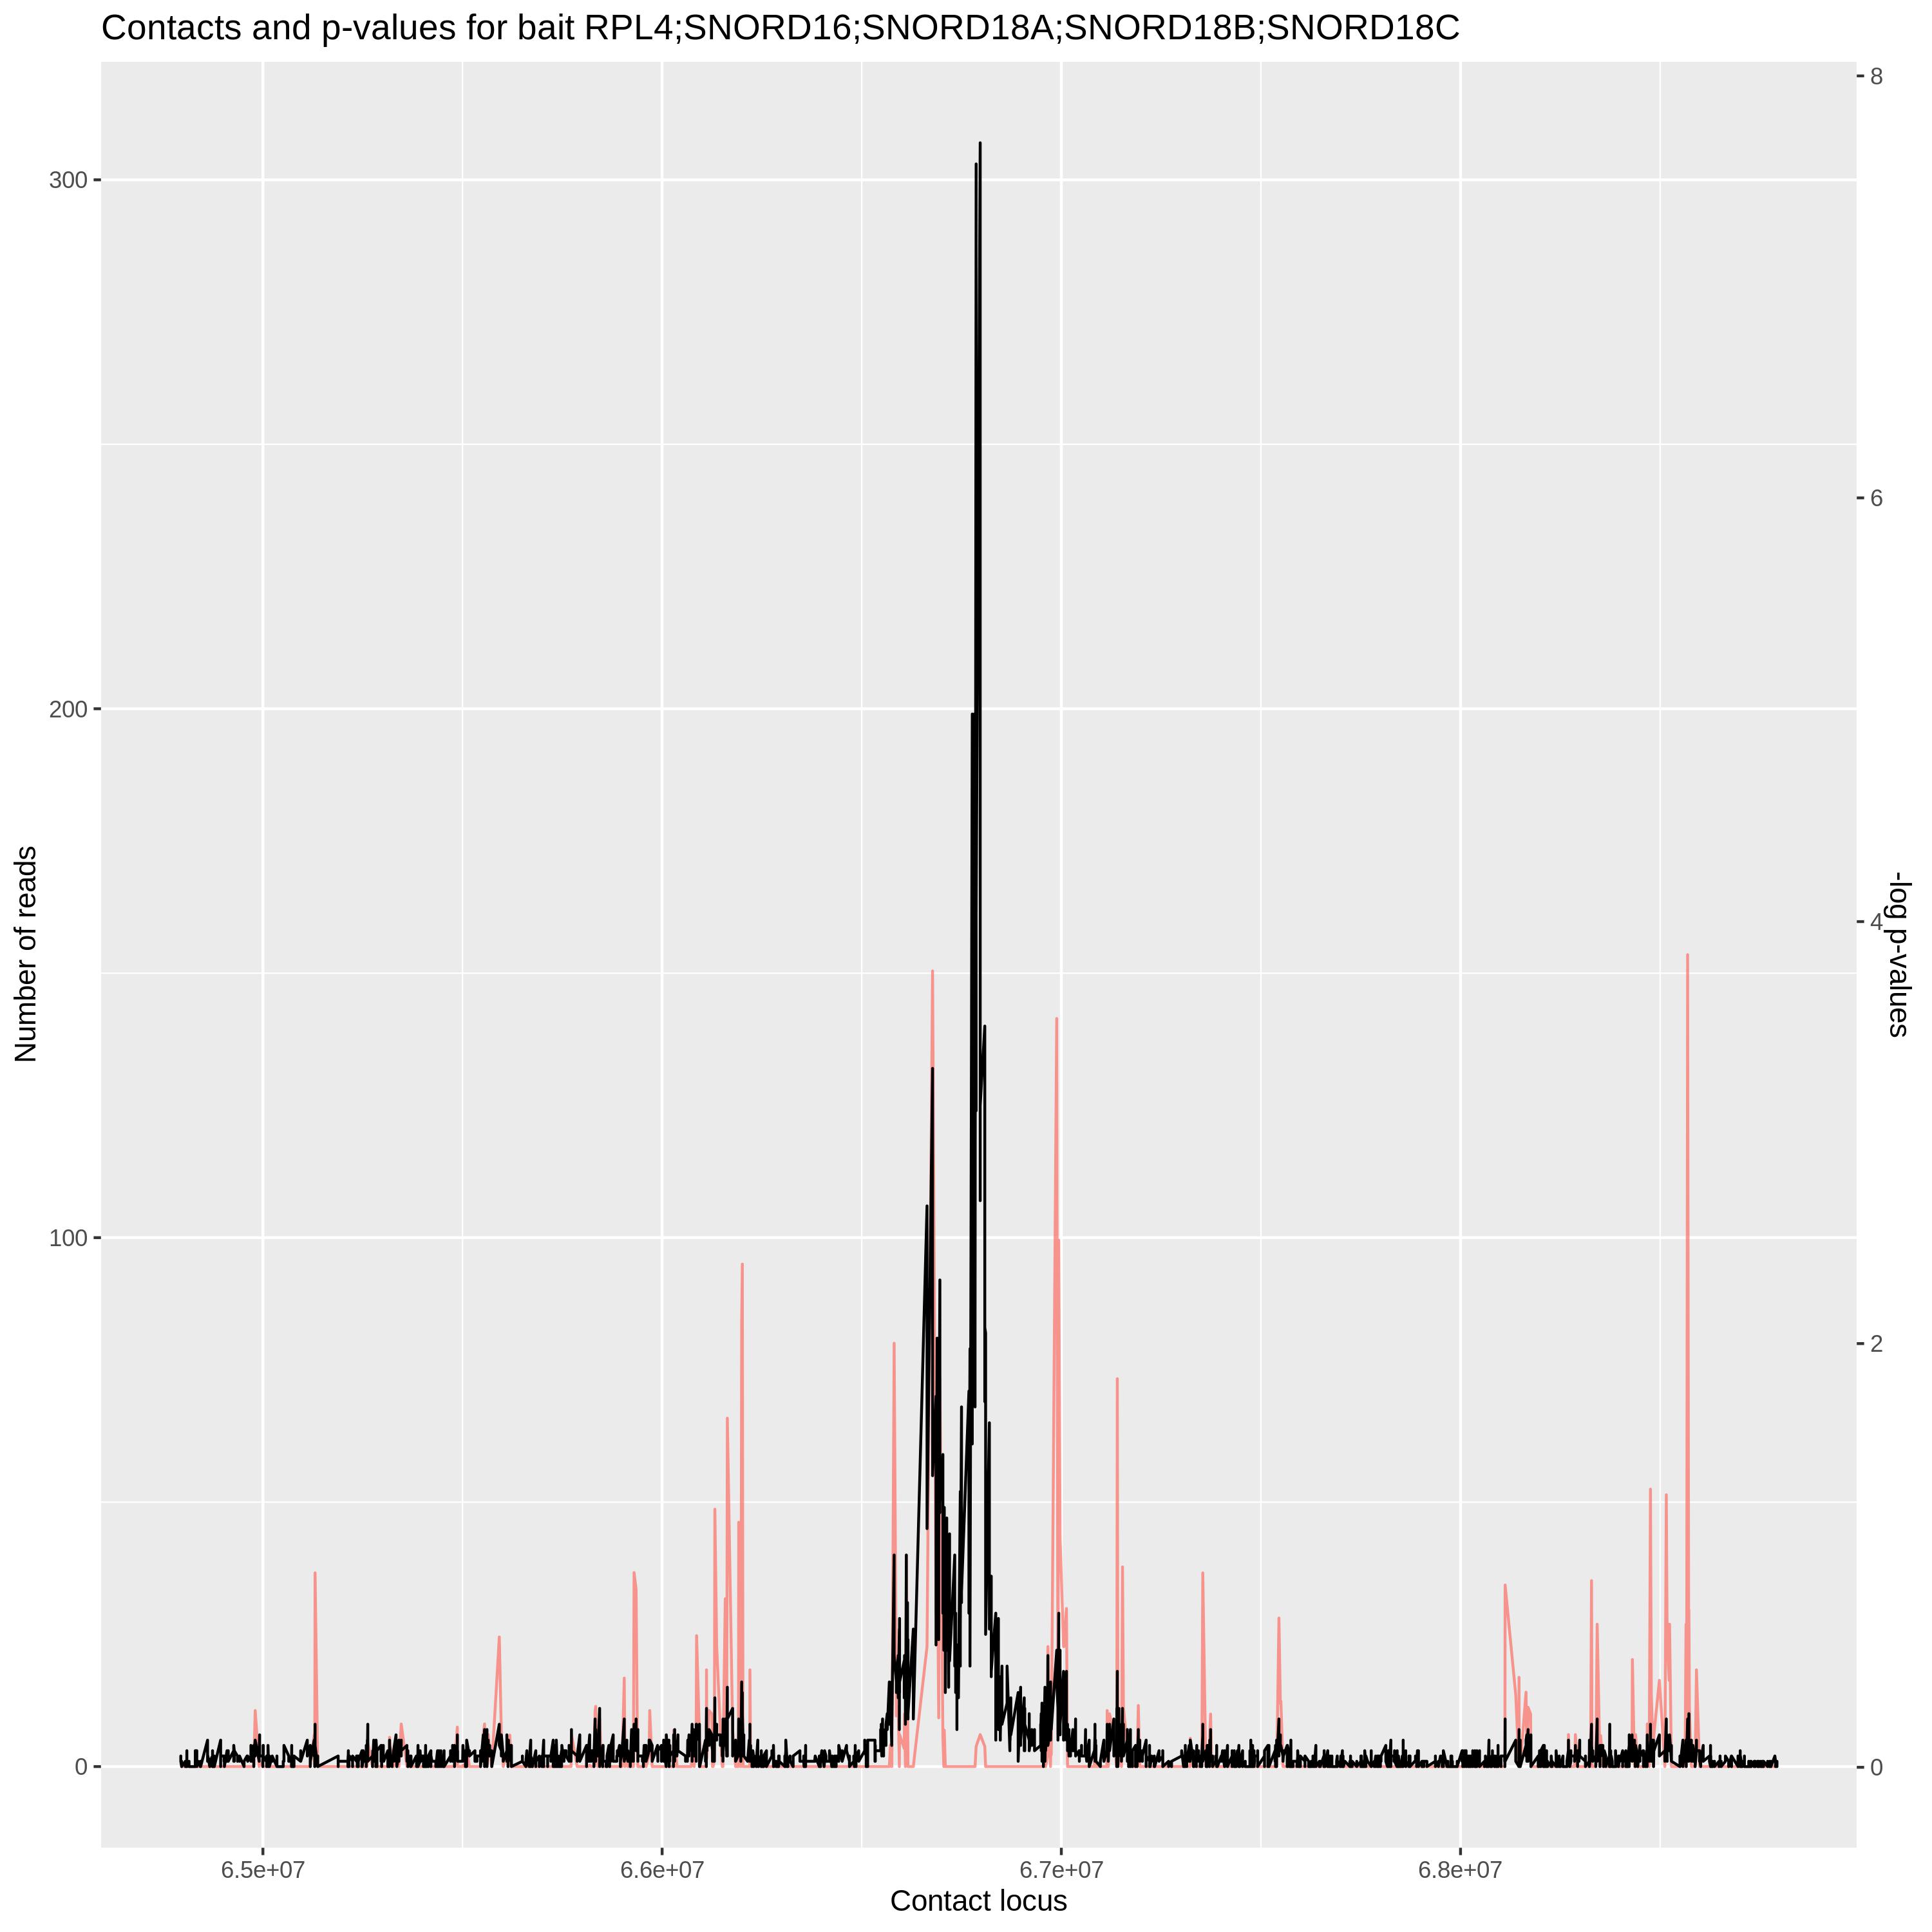 Contacts and p-values for bait RPL4;SNORD16;SNORD18A;SNORD18B;SNORD18C
Number of reads
300
200
100
0
8
6
4
2
0
-log p-values
6.5e+07
6.6e+07
6.7e+07
6.8e+07
Contact locus